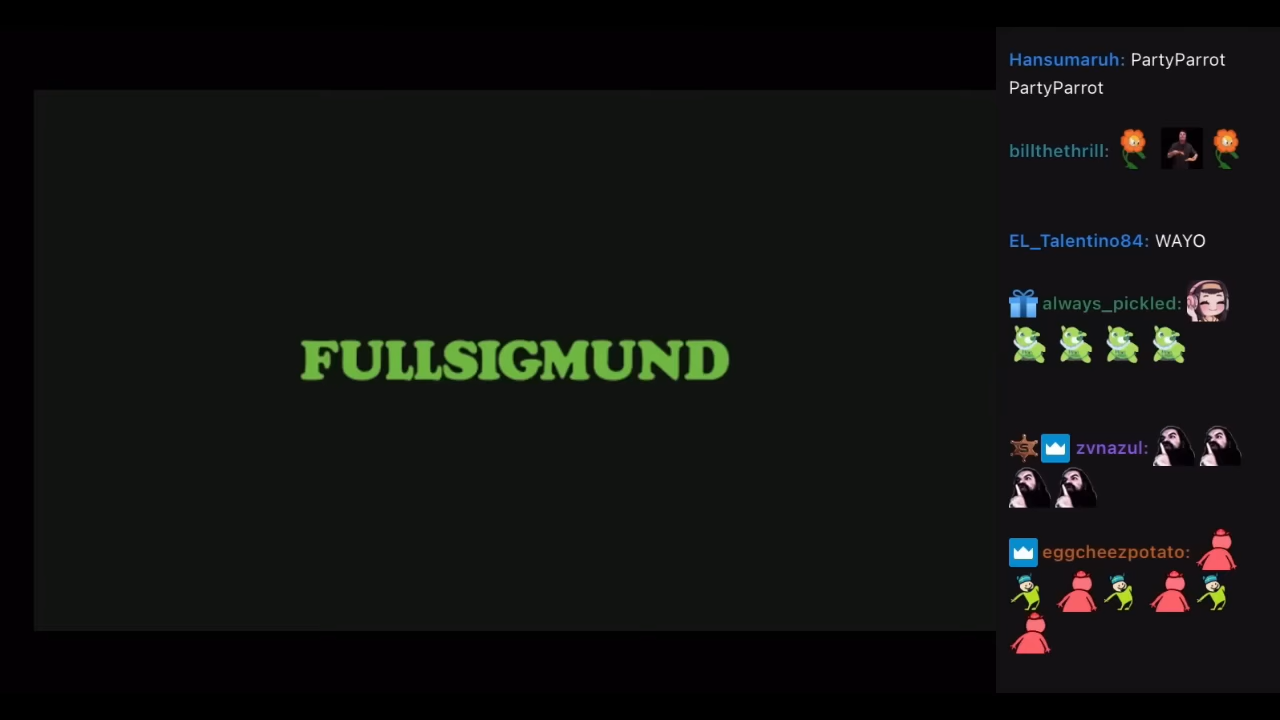 FULLSIGMUND
Hansumaruh: PartyParrot
PartyParrot
billthethrill:
EL_Talentino84: WAYO
always_pickled:
zvnazul:
eggcheezpotato: